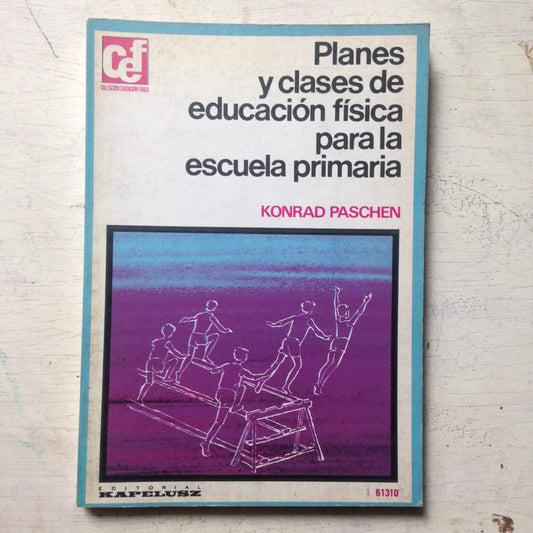 cef
COLECCION EDUCACION FISICA
Planes
y clases de
educación física
para la
escuela primaria
KONRAD PASCHEN
EDITORIAL
KAPELUSZ
61310